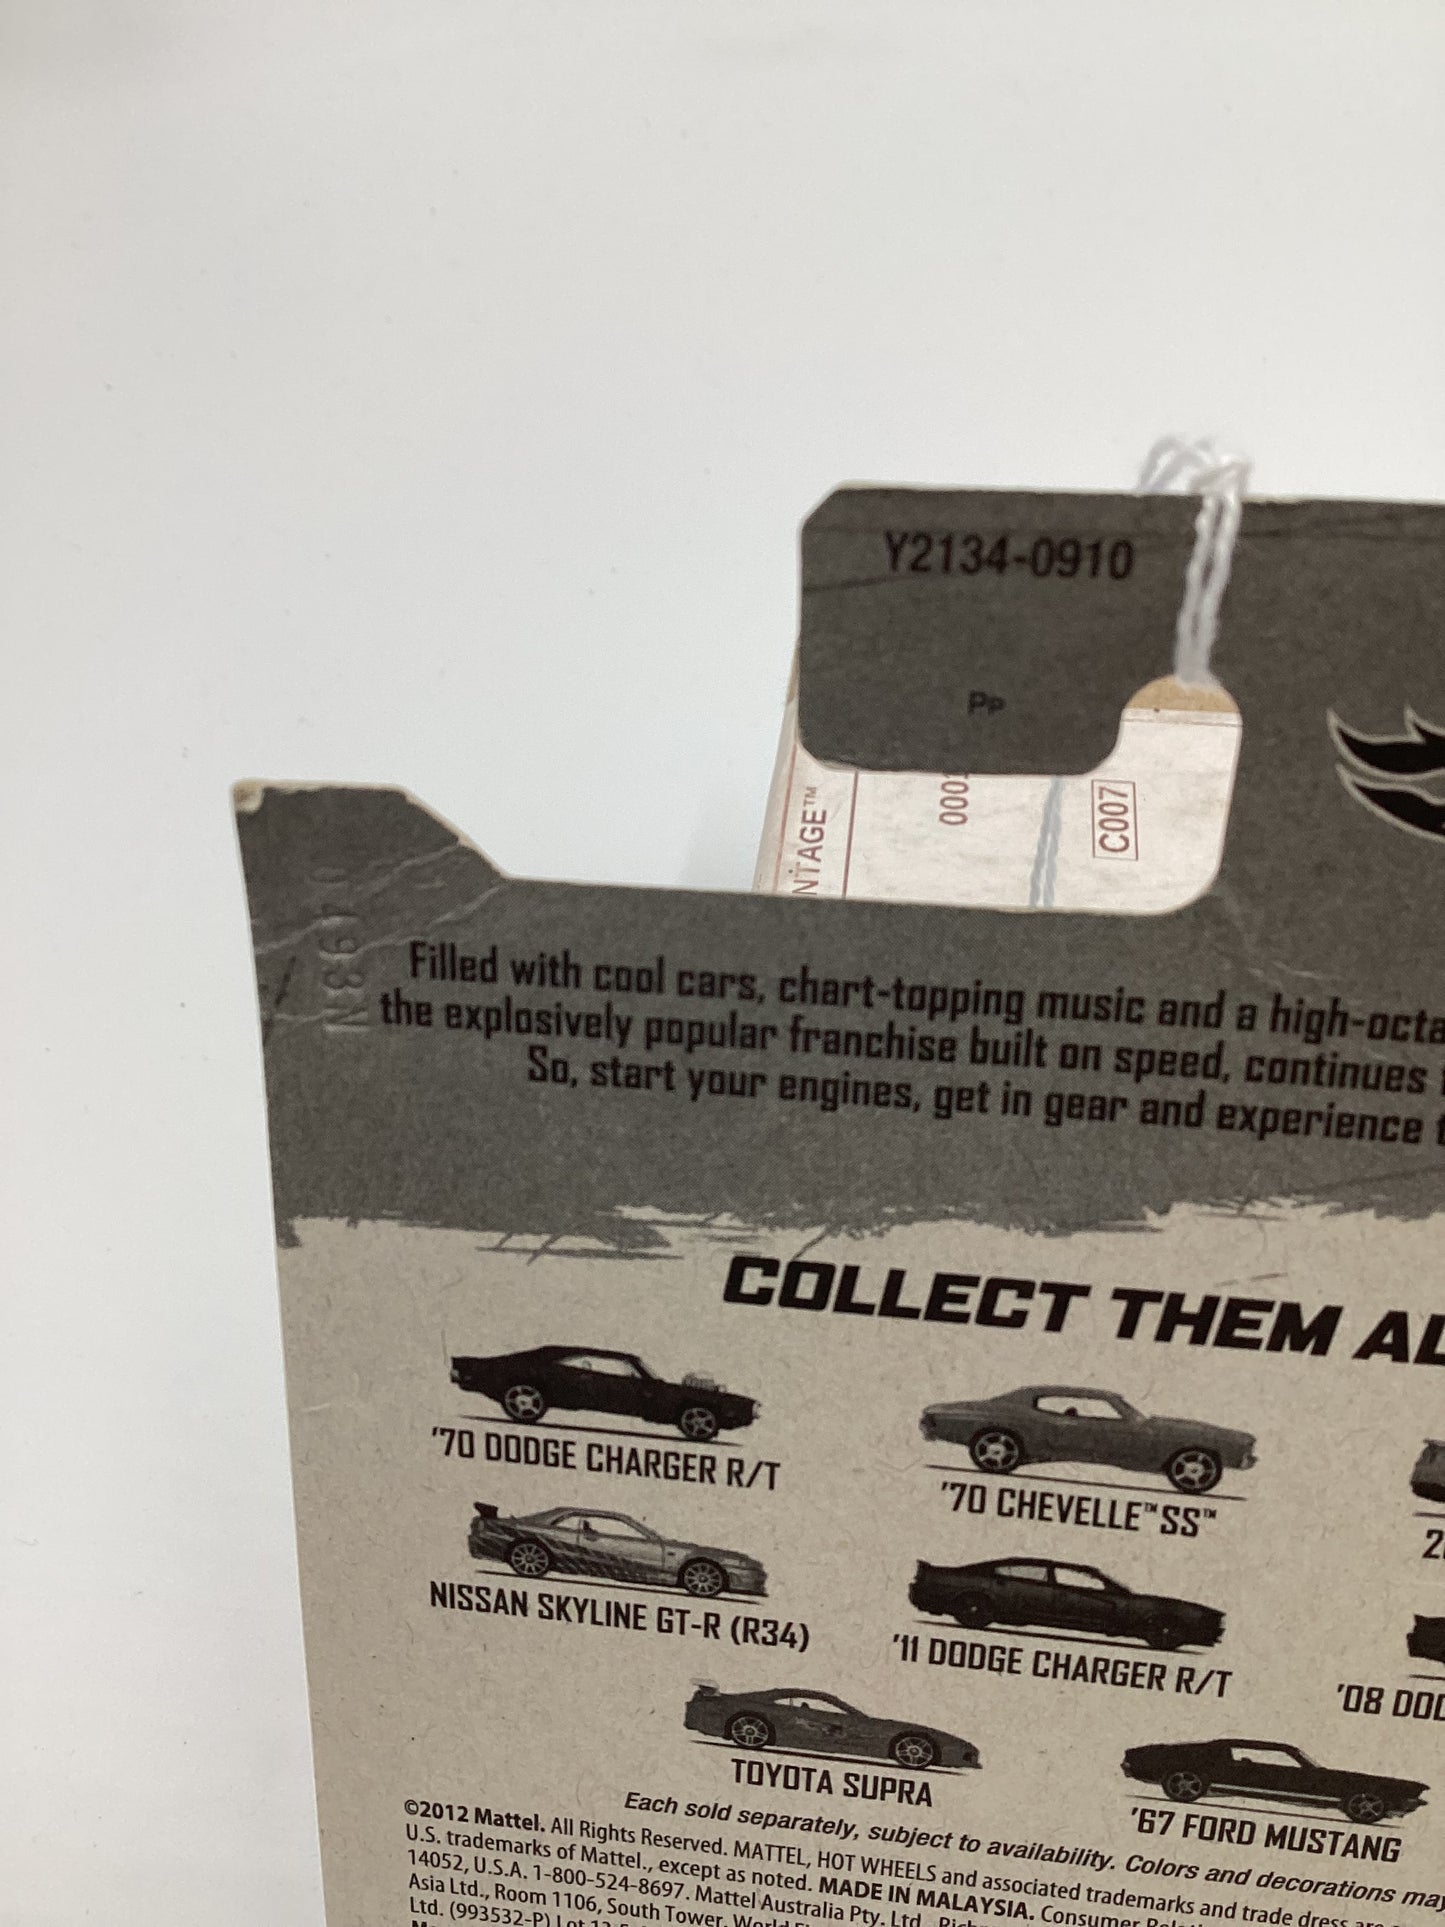 Y2134-0910
Pp
NTAGE™
000
C007
0493N
Filled with cool cars, chart-topping music and a high-octa
the explosively popular franchise built on speed, continues
So, start your engines, get in gear and experience
COLLECT THEM AL
'70 DODGE CHARGER R/T
'70 CHEVELLE™ SS™
NISSAN SKYLINE GT-R (R34)
'11 DODGE CHARGER R/T
'08 DOD
TOYOTA SUPRA
'67 FORD MUSTANG
Each sold separately, subject to availability. Colors and decorations may
©2012 Mattel. All Rights Reserved. MATTEL, HOT WHEELS and associated trademarks and trade dress are
U.S. trademarks of Mattel., except as noted. MADE IN MALAYSIA. Consumer
14052, U.S.A. 1-800-524-8697. Mattel Australia Pty. Ltd.,
Asia Ltd., Room 1106, South Tower,
Ltd. (993532-P)